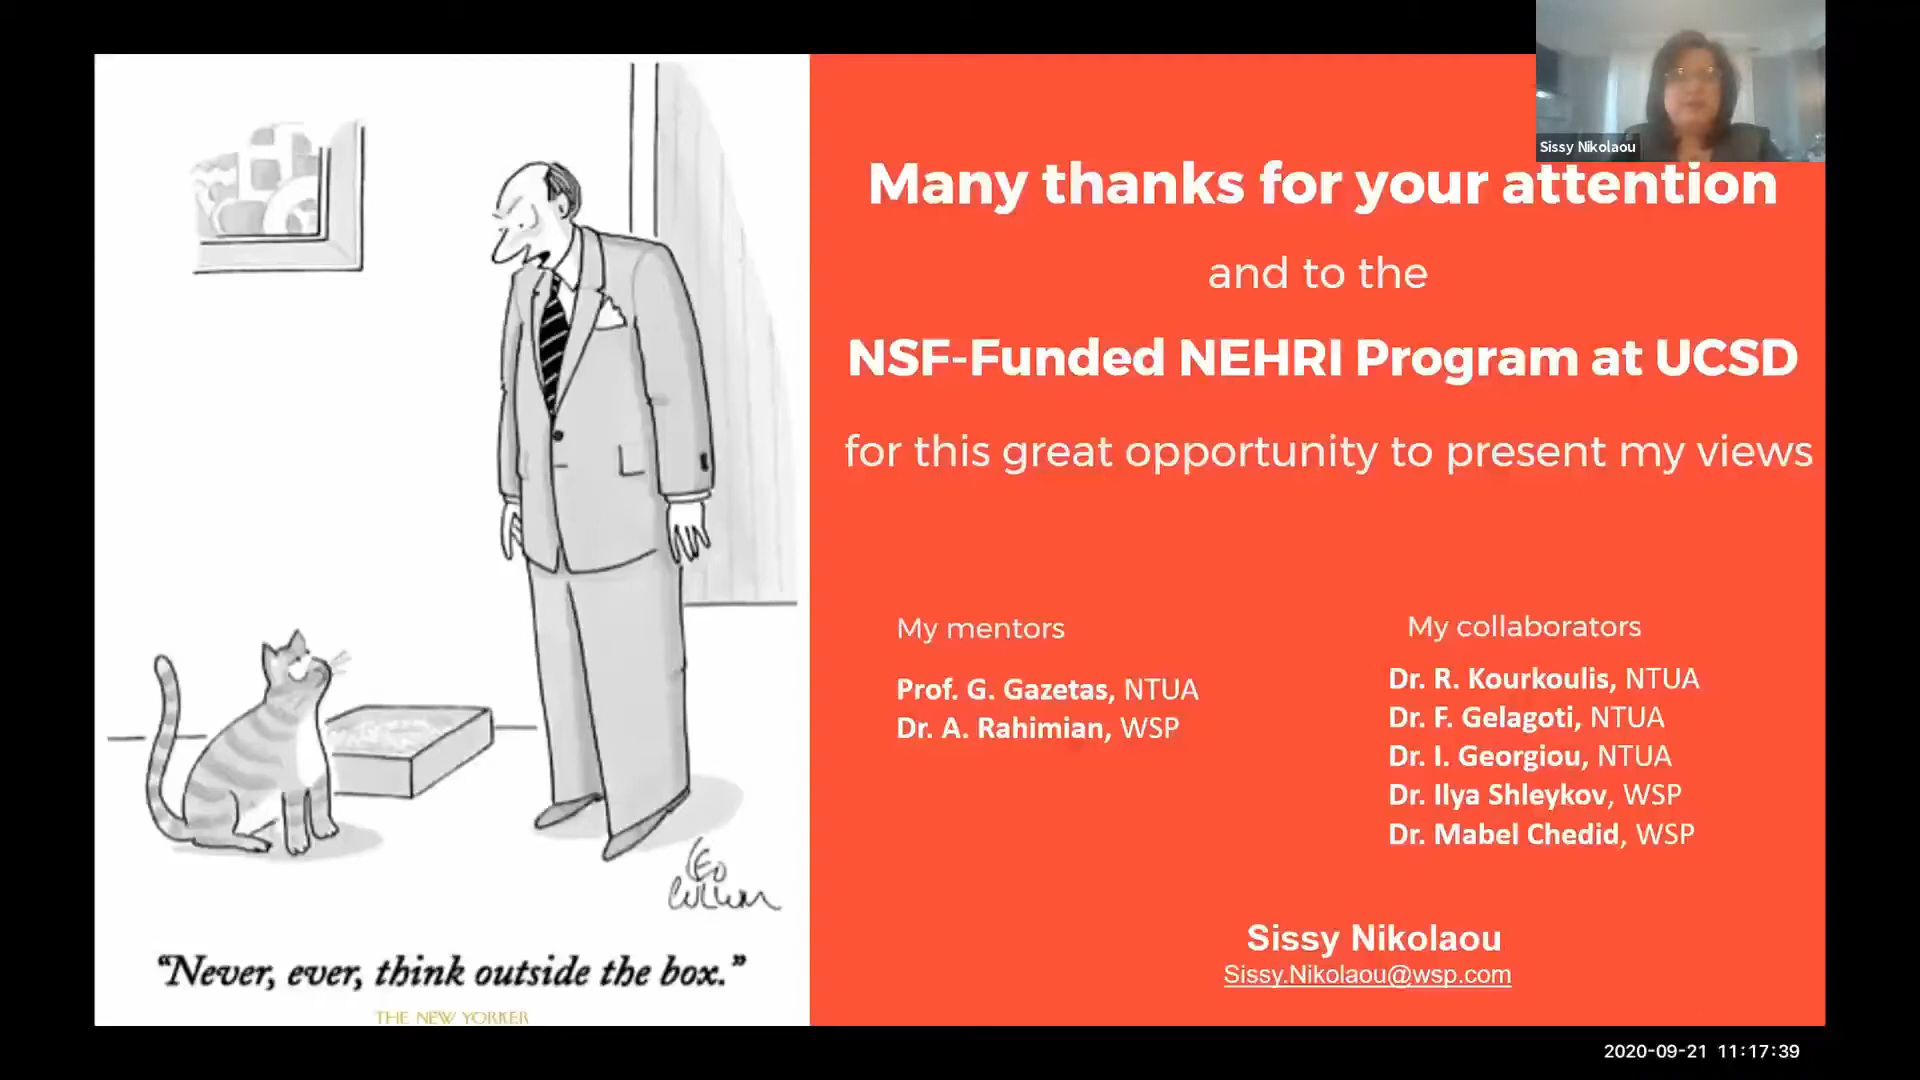 Sissy Nikolaou
Many thanks for your attention
and to the
NSF-Funded NEHRI Program at UCSD
for this great opportunity to present my views
My mentors
Prof. G. Gazetas, NTUA
Dr. A. Rahimian, WSP
My collaborators
Dr. R. Kourkoulis, NTUA
Dr. F. Gelagoti, NTUA
Dr. I. Georgiou, NTUA
Dr. Ilya Shleykov, WSP
Dr. Mabel Chedid, WSP
Sissy Nikolaou
Sissy.Nikolaou@wsp.com
LEO
CULLUM
“Never, ever, think outside the box.”
THE NEW YORKER
2020-09-21 11:17:39